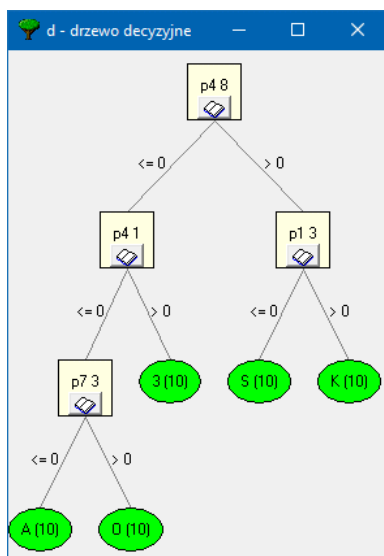 d - drzewo decyzyjne
p4 8
<= 0 > 0
p4 1 p1 3
<= 0 > 0 <= 0 > 0
p7 3 3 (10) S (10) K (10)
<= 0 > 0
A (10) O (10)